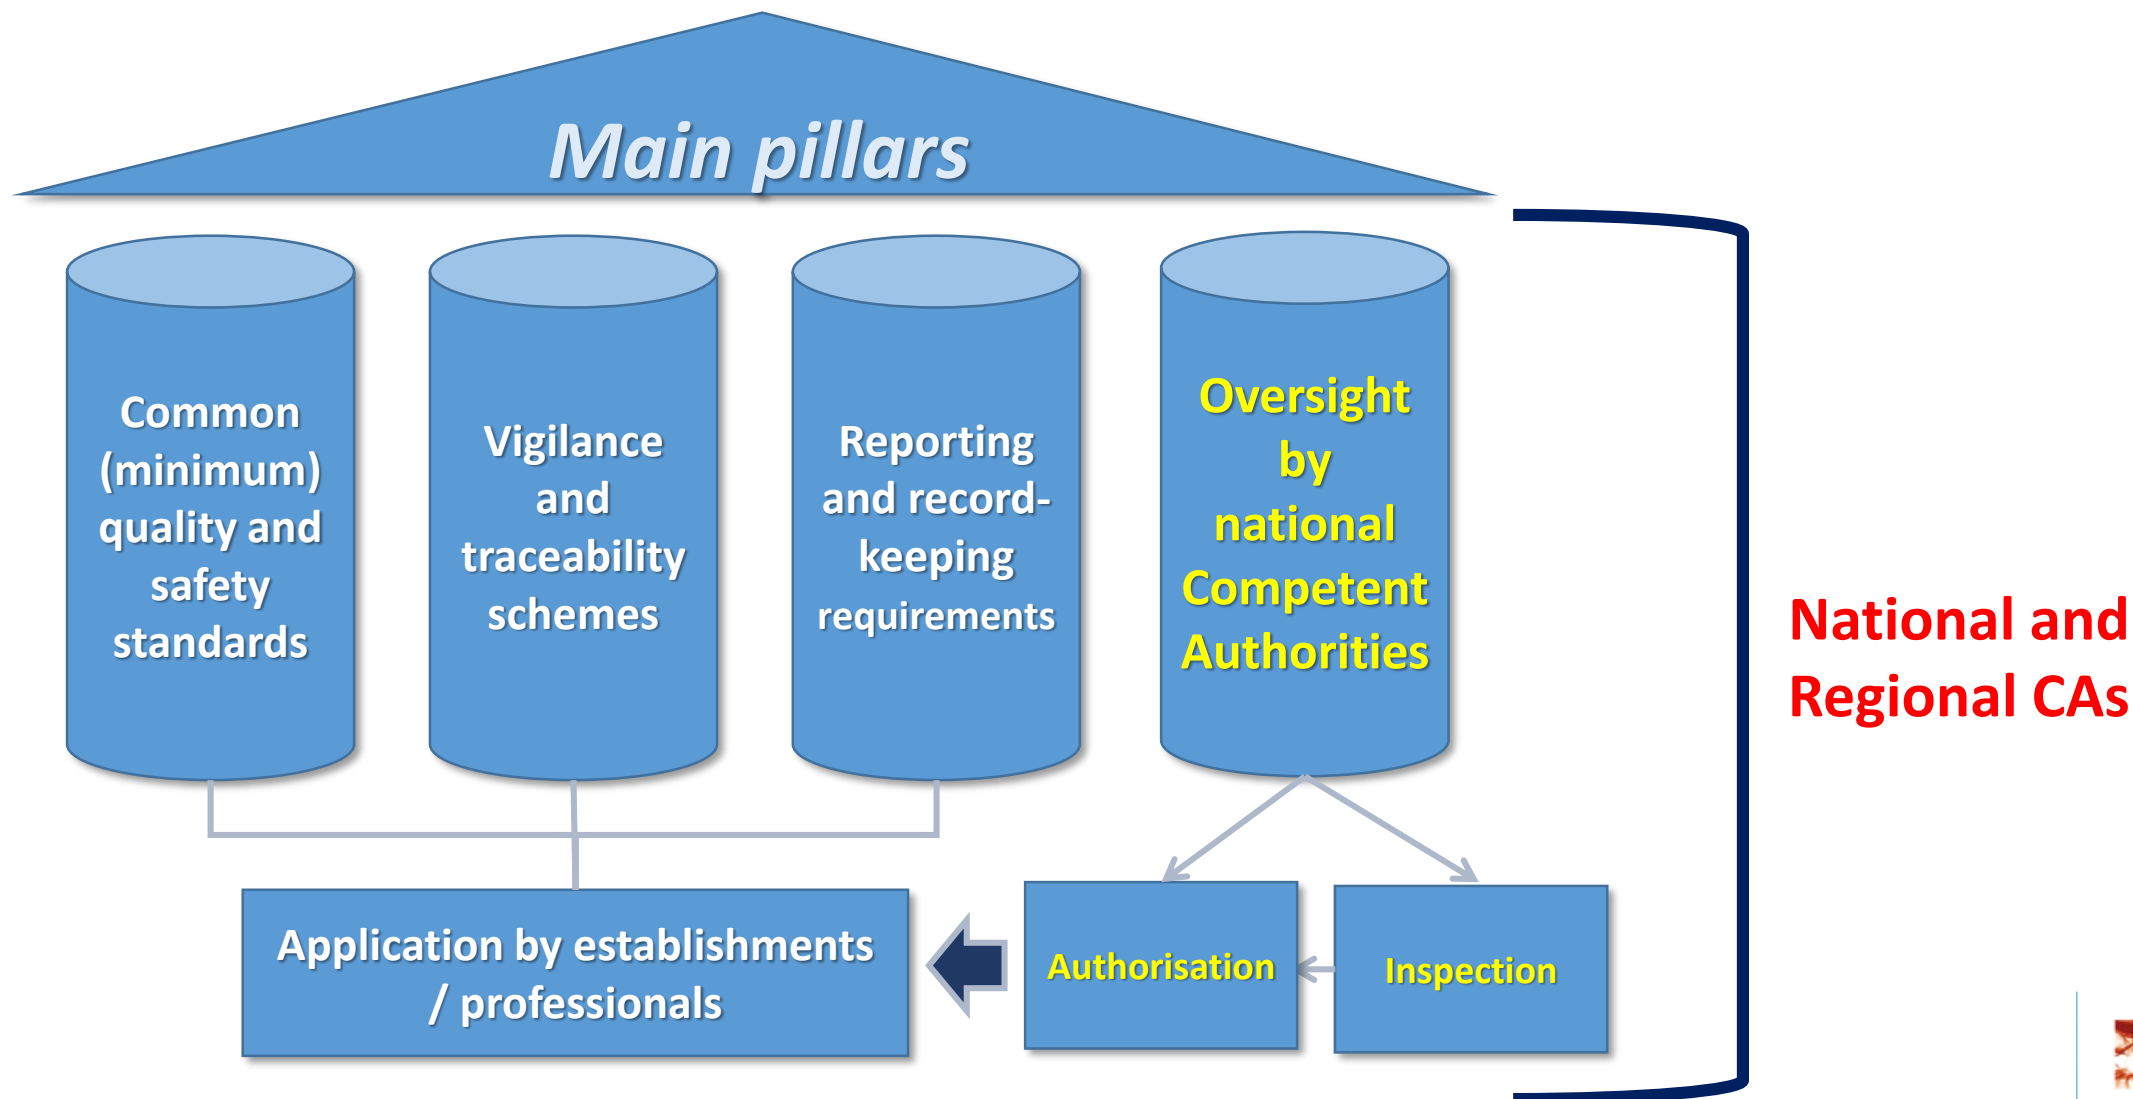 Main pillars
Common
(minimum)
quality and
safety
standards
Vigilance
and
traceability
schemes
Reporting
and record-
keeping
requirements
Oversight
by
national
Competent
Authorities
National and
Regional CAs
Application by establishments
/ professionals
Authorisation
Inspection